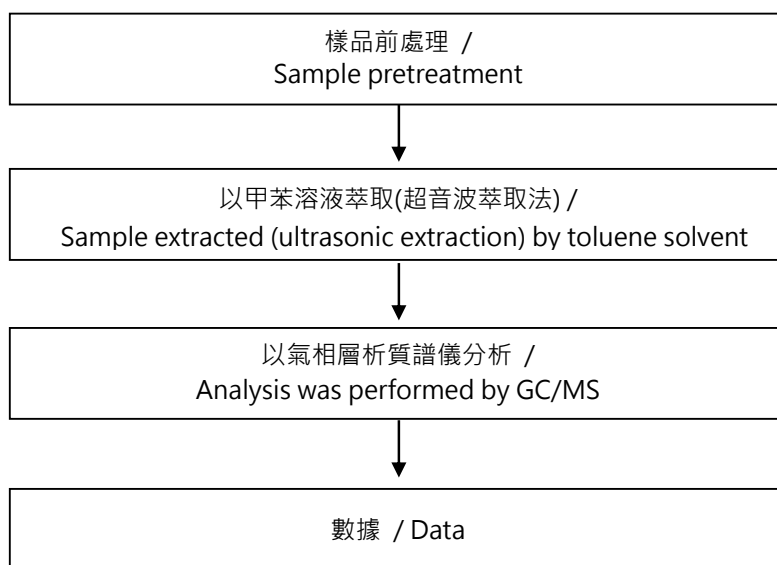 樣品前處理 /
Sample pretreatment
以甲苯溶液萃取(超音波萃取法) /
Sample extracted (ultrasonic extraction) by toluene solvent
以氣相層析質譜儀分析 /
Analysis was performed by GC/MS
數據 / Data